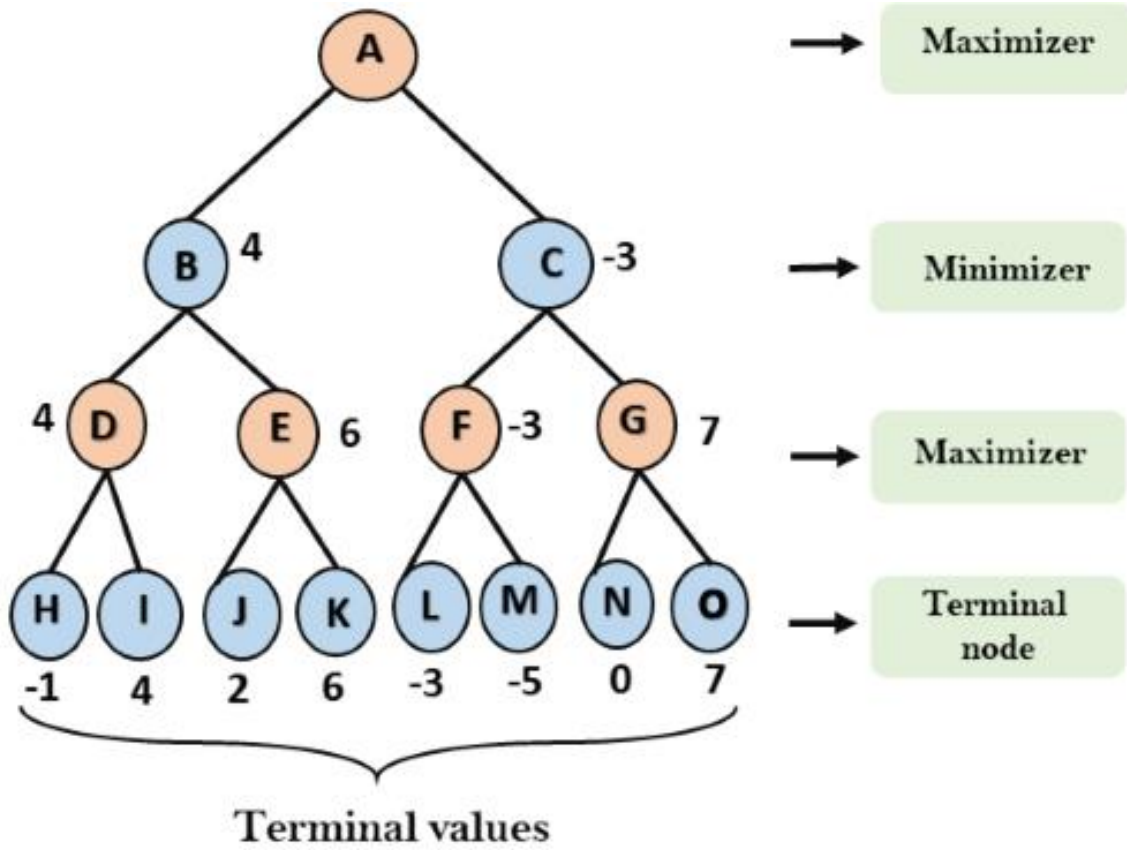 A
Maximizer
B 4
C -3
Minimizer
4 D
E 6
F -3
G 7
Maximizer
H I J K L M N O
Terminal
node
-1 4 2 6 -3 -5 0 7
Terminal values